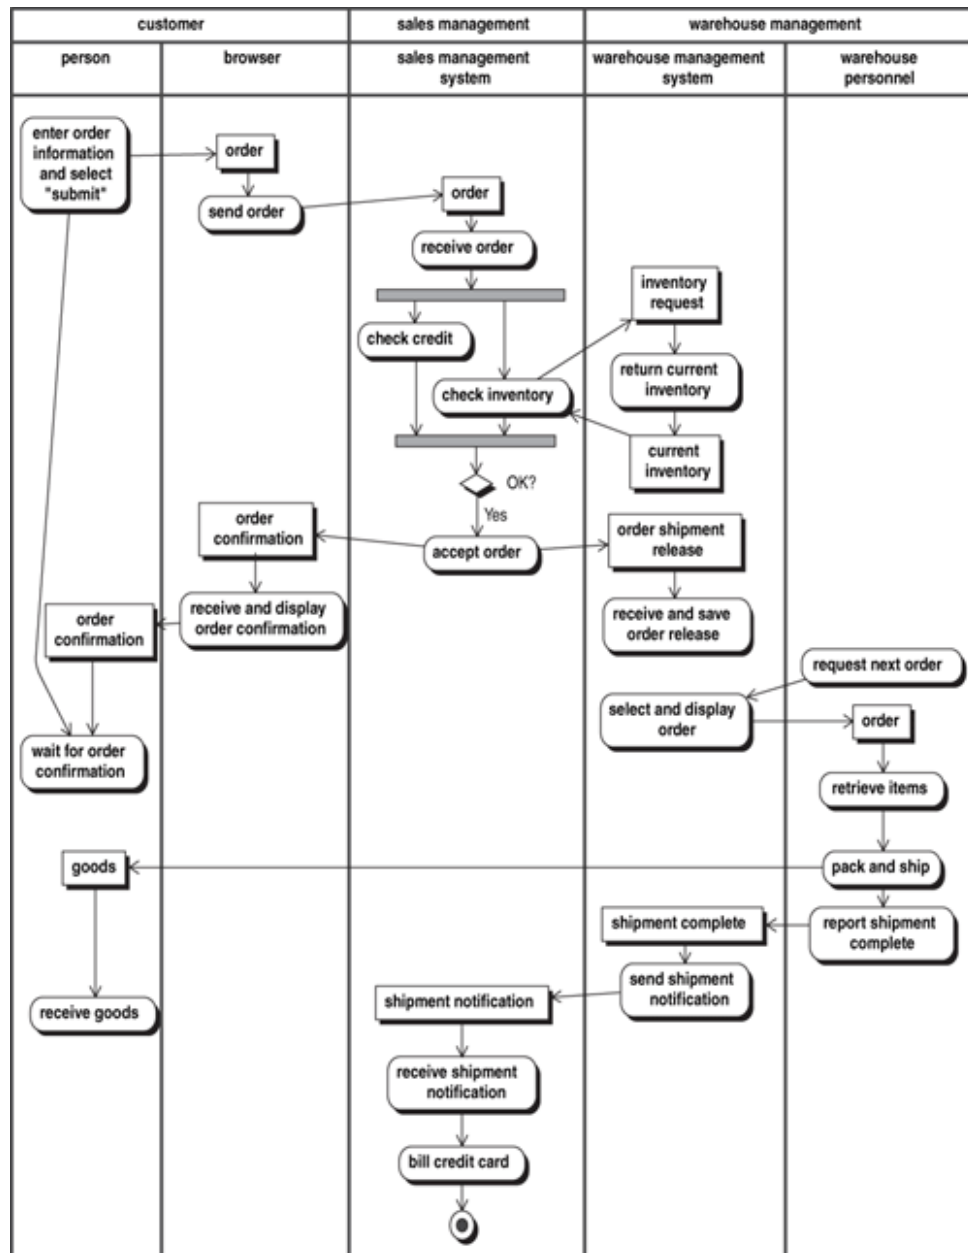 customer
sales management
warehouse management
person
browser
sales management
system
warehouse management
system
warehouse
personnel
enter order
information
and select
"submit"
order
send order
order
receive order
check credit
check inventory
inventory
request
return current
inventory
current
inventory
OK?
Yes
accept order
order
confirmation
order shipment
release
receive and display
order confirmation
order
confirmation
receive and save
order release
request next order
select and display
order
order
wait for order
confirmation
retrieve items
goods
pack and ship
shipment complete
report shipment
complete
send shipment
notification
shipment notification
receive goods
receive shipment
notification
bill credit card